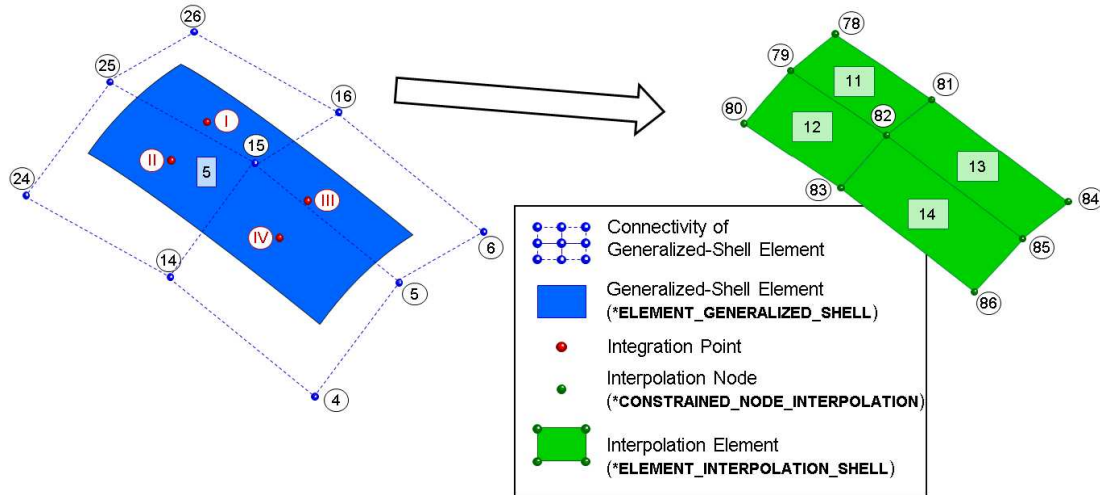 26
25
16
I
15
II
5
24
III
IV
14
6
5
4
78
79
11
81
80
12
82
13
83
14
84
85
86
Connectivity of
Generalized-Shell Element
Generalized-Shell Element
(*ELEMENT_GENERALIZED_SHELL)
Integration Point
Interpolation Node
(*CONSTRAINED_NODE_INTERPOLATION)
Interpolation Element
(*ELEMENT_INTERPOLATION_SHELL)